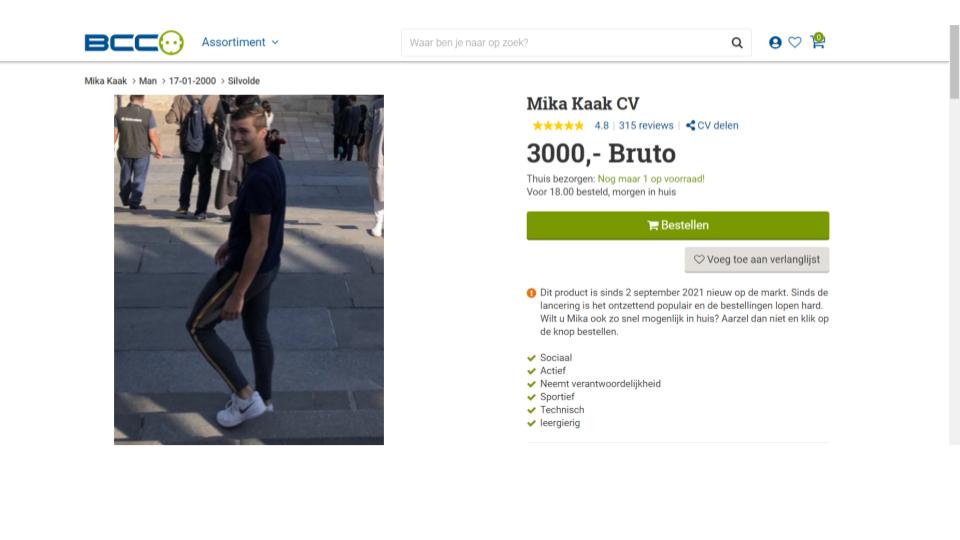 BCC
Assortiment
Waar ben je naar op zoek?
0
Mika Kaak > Man > 17-01-2000 > Silvolde
Mika Kaak CV
4.8 | 315 reviews | CV delen
3000,- Bruto
Thuis bezorgen: Nog maar 1 op voorraad!
Voor 18.00 besteld, morgen in huis
Bestellen
Voeg toe aan verlanglijst
Dit product is sinds 2 september 2021 nieuw op de markt. Sinds de
lancering is het ontzettend populair en de bestellingen lopen hard.
Wilt u Mika ook zo snel mogenlijk in huis? Aarzel dan niet en klik op
de knop bestellen.
Sociaal
Actief
Neemt verantwoordelijkheid
Sportief
Technisch
leergierig